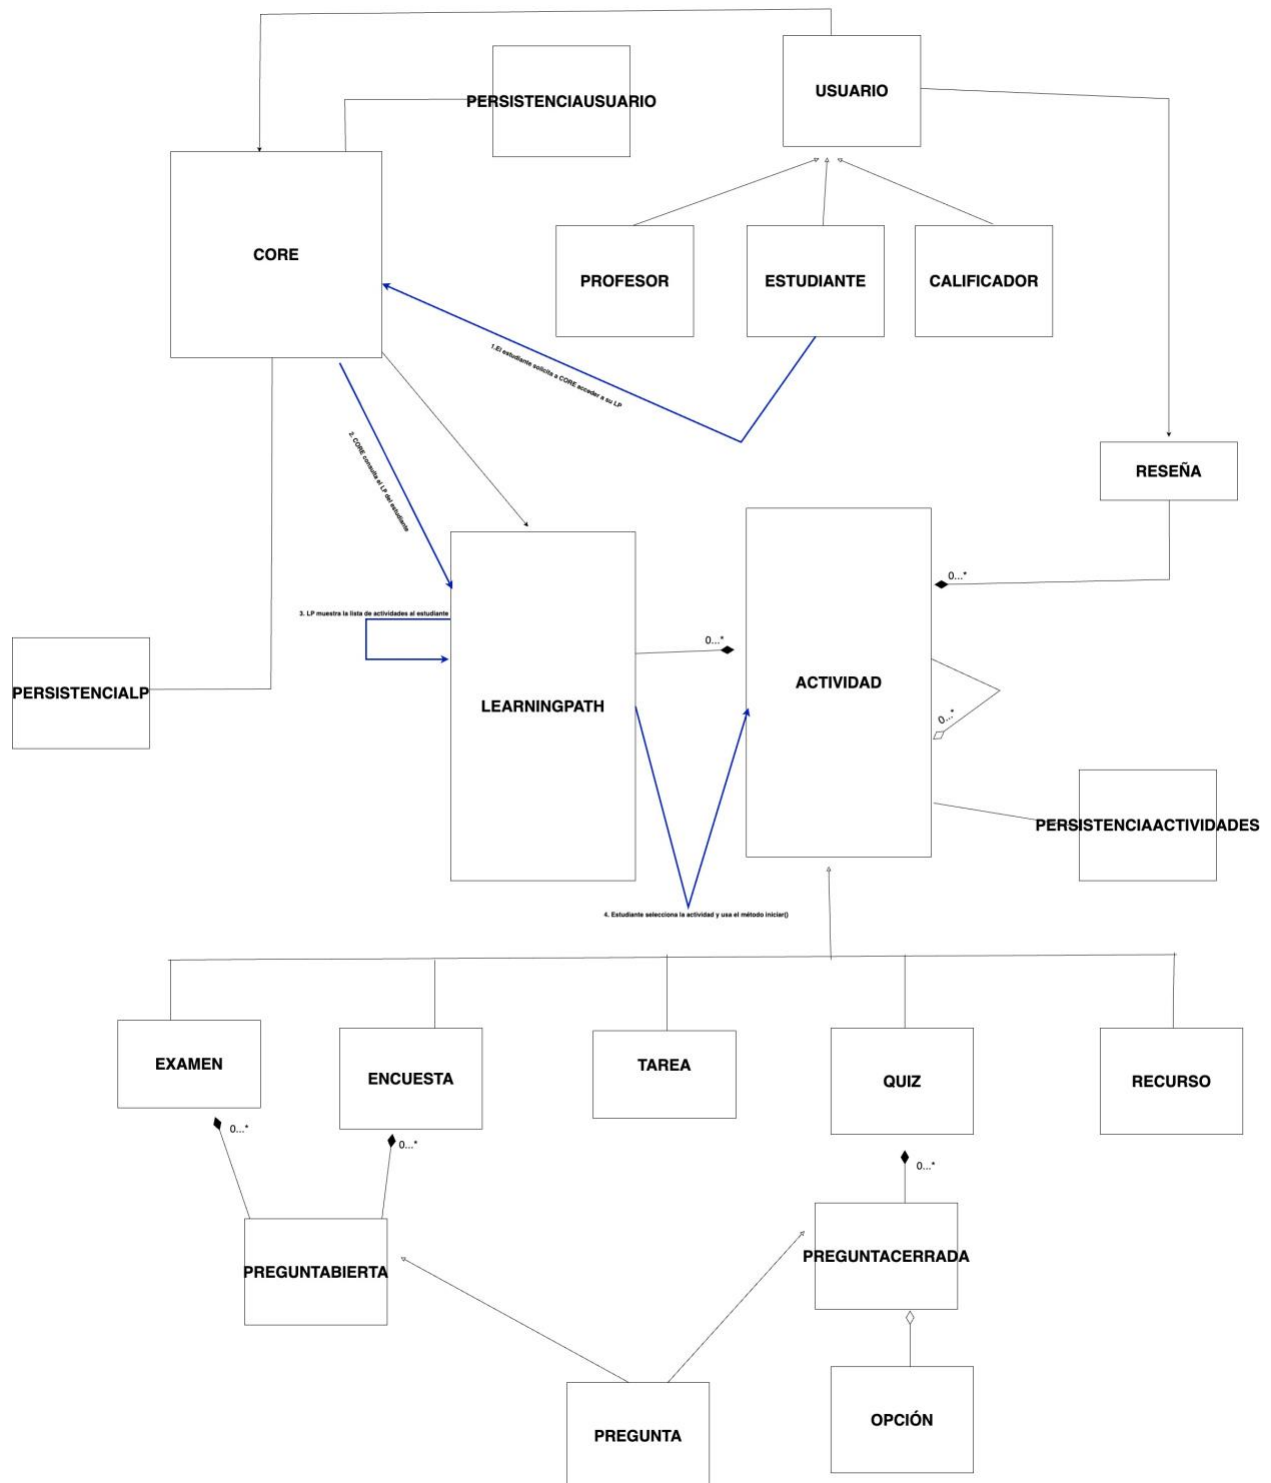 USUARIO
PERSISTENCIAUSUARIO
CORE
PROFESOR
ESTUDIANTE
CALIFICADOR
1.El estudiante solicita a CORE acceder a su LP
2. CORE consulta el LP del estudiante
RESEÑA
0...*
3. LP muestra la lista de actividades al estudiante
0...*
PERSISTENCIALP
LEARNINGPATH
ACTIVIDAD
0...*
PERSISTENCIAACTIVIDADES
4. Estudiante selecciona la actividad y usa el método iniciar()
EXAMEN
ENCUESTA
TAREA
QUIZ
RECURSO
0...*
0...*
0...*
PREGUNTABIERTA
PREGUNTACERRADA
OPCIÓN
PREGUNTA